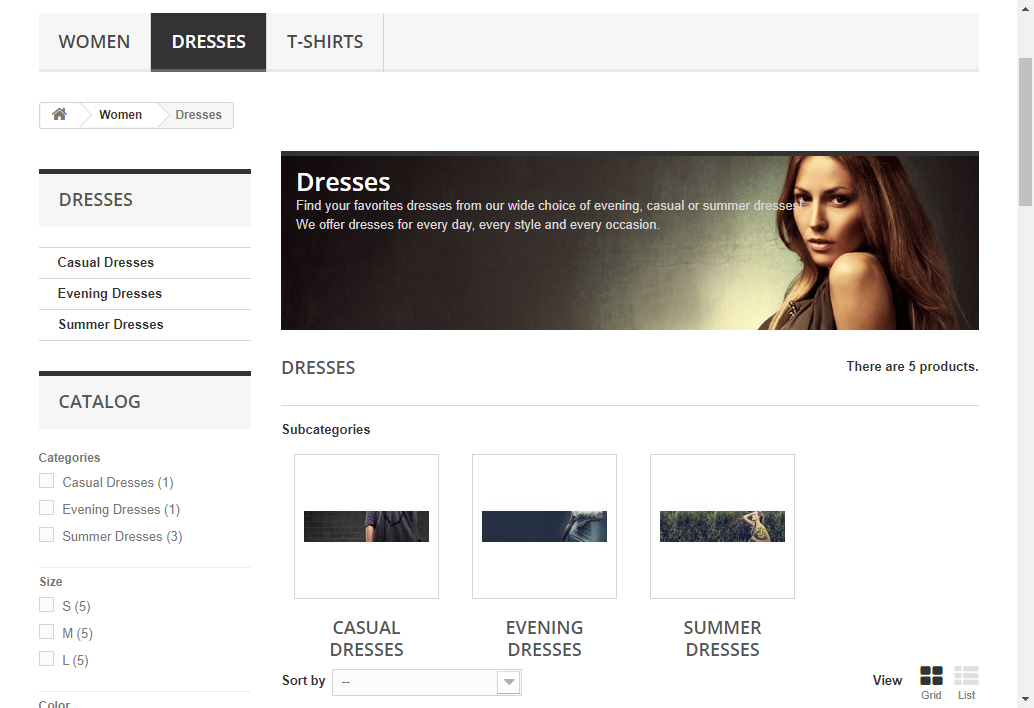 WOMEN DRESSES T-SHIRTS
Women Dresses
DRESSES
Casual Dresses
Evening Dresses
Summer Dresses
CATALOG
Categories
Casual Dresses (1)
Evening Dresses (1)
Summer Dresses (3)
Size
S (5)
M (5)
L (5)
Color
Dresses
Find your favorites dresses from our wide choice of evening, casual or summer dresses!
We offer dresses for every day, every style and every occasion.
DRESSES There are 5 products.
Subcategories
CASUAL
DRESSES
EVENING
DRESSES
SUMMER
DRESSES
Sort by -- View Grid List